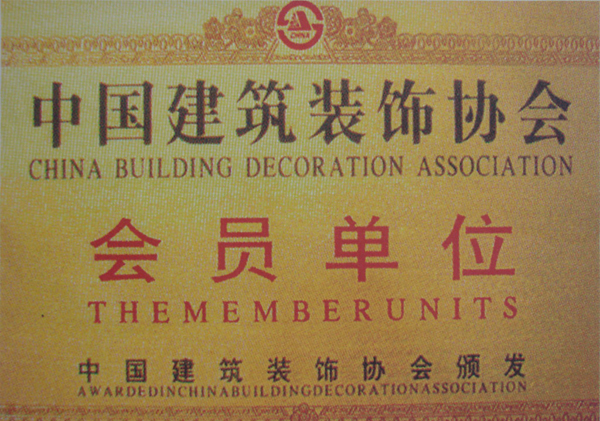 CHINA
中国建筑装饰协会
CHINA BUILDING DECORATION ASSOCIATION
会员单位
THEMEMBERUNITS
中国建筑装饰协会颁发
AWARDEDINCHINABUILDINGDECORATIONASSOCIATION